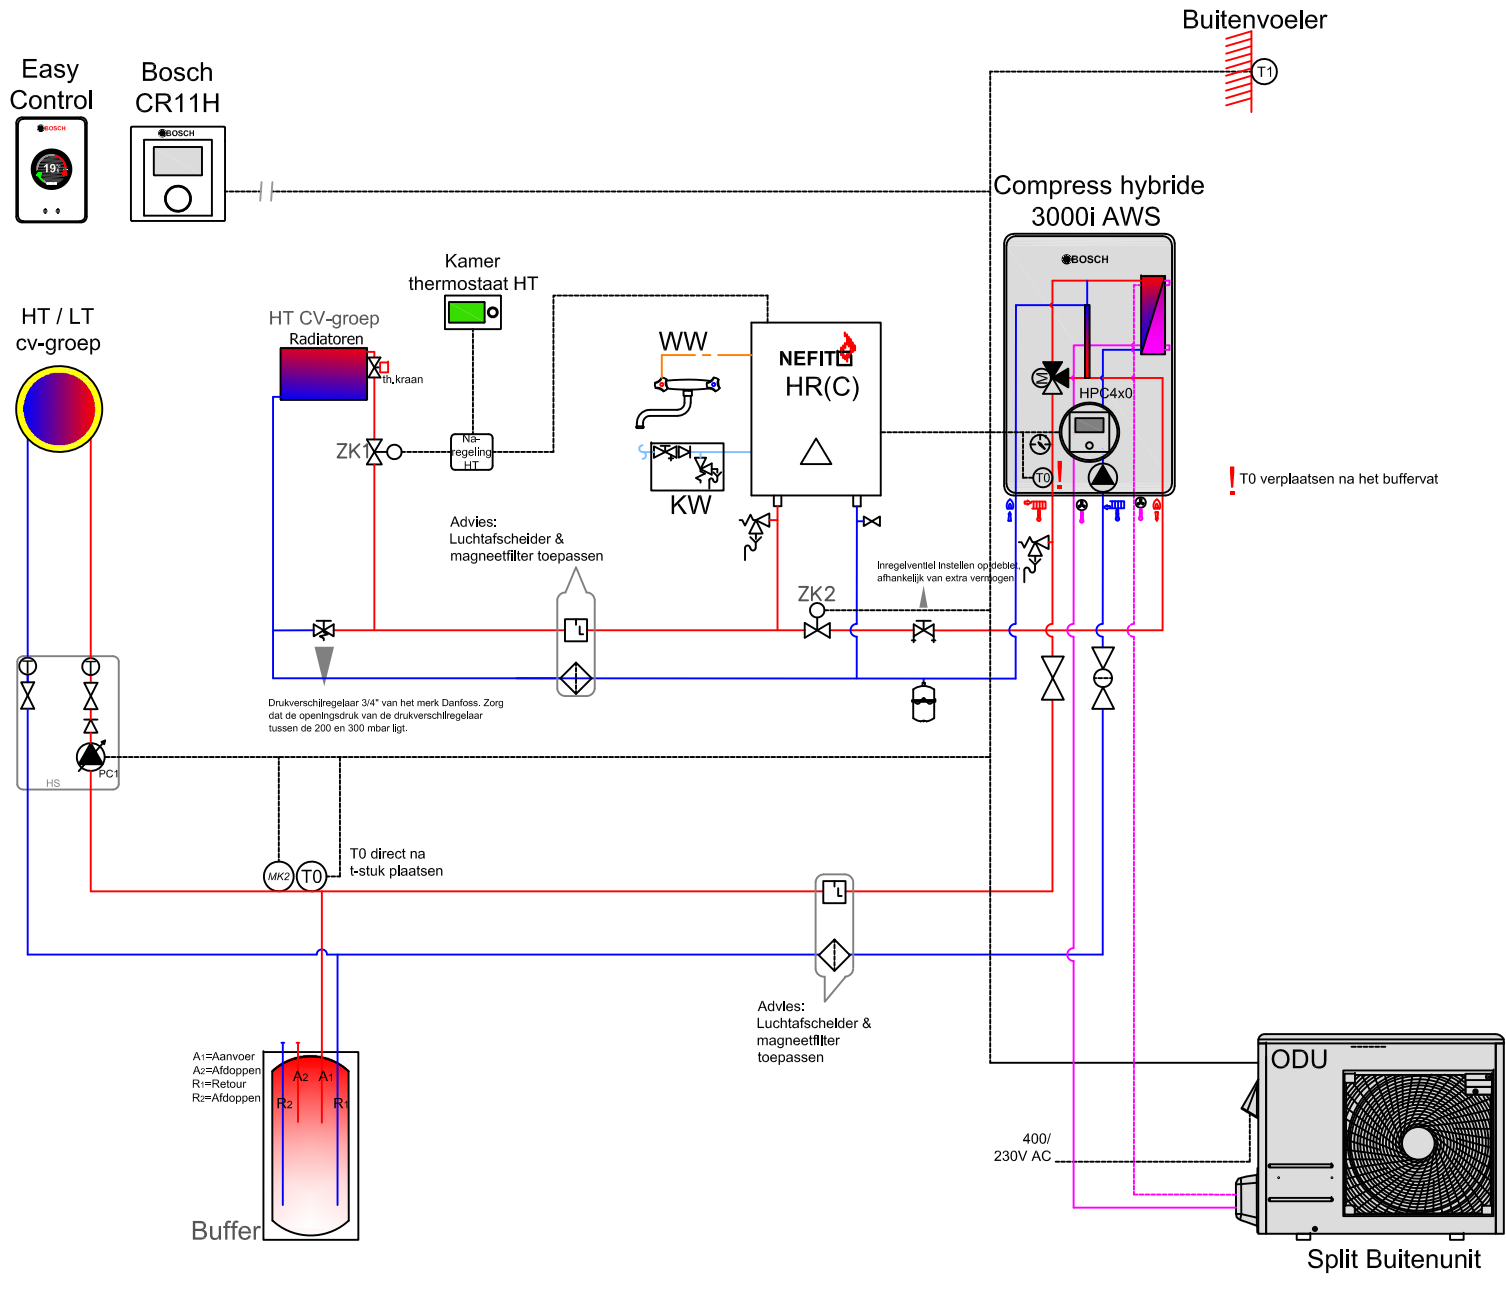 Buitenvoeler
T1
Easy
Control
BOSCH
19
Bosch
CR11H
BOSCH
Compress hybride
3000i AWS
BOSCH
HPC4x0
M
T0
!
! T0 verplaatsen na het buffervat
Kamer
thermostaat HT
HT / LT
cv-groep
HT CV-groep
Radiatoren
th.kraan
ZK1
Na-
regeling
HT
WW
KW
NEFIT
HR(C)
Advies:
Luchtafscheider &
magneetfilter toepassen
Inregelventiel instellen op debiet,
afhankelijk van extra vermogen
ZK2
L
T
T
PC1
HS
Drukverschilregelaar 3/4" van het merk Danfoss. Zorg
dat de openingsdruk van de drukverschilregelaar
tussen de 200 en 300 mbar ligt.
MK2
T0
T0 direct na
t-stuk plaatsen
L
Advies:
Luchtafscheider &
magneetfilter
toepassen
A1=Aanvoer
A2=Afdoppen
R1=Retour
R2=Afdoppen
A2 A1
R2 R1
Buffer
ODU
400/
230V AC
Split Buitenunit